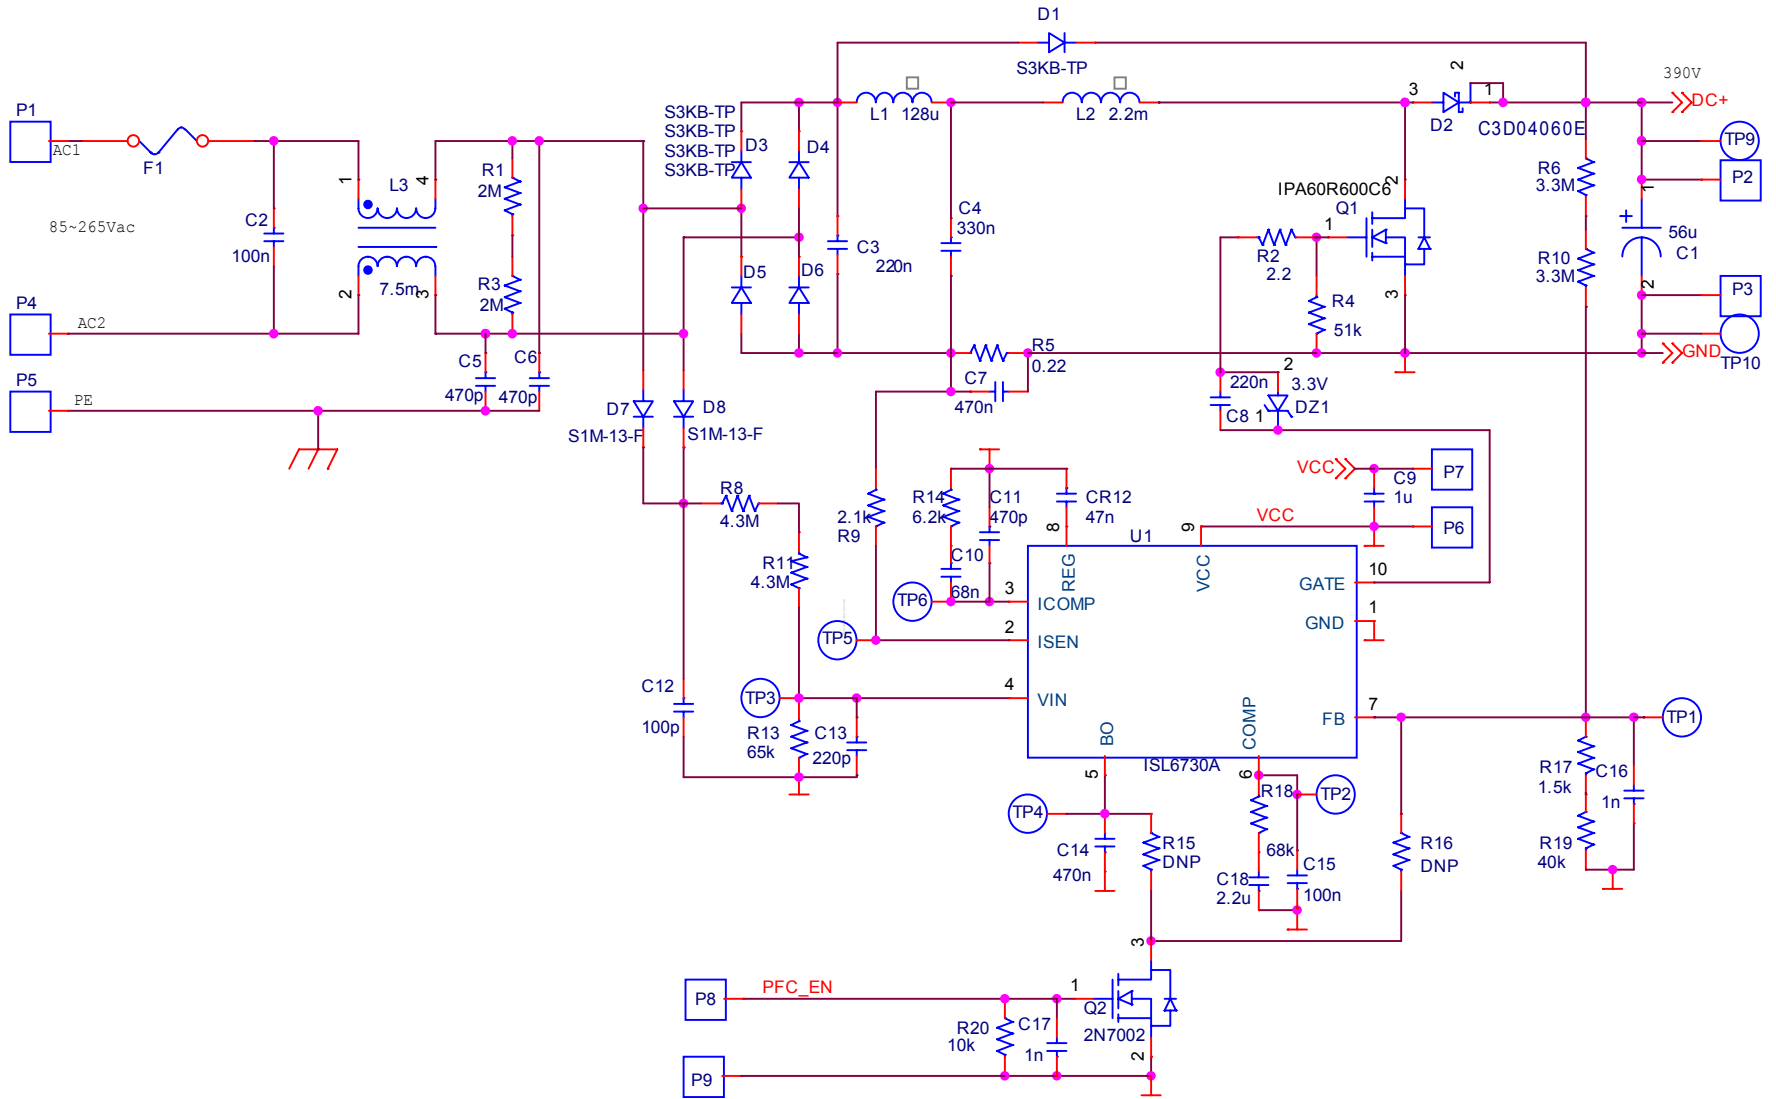 D1
S3KB-TP
P1
AC1
F1
85~265Vac
C2
100n
P4
AC2
P5
PE
1
L3
4
2
7.5m
3
R1
2M
R3
2M
C5
470p
C6
470p
S3KB-TP
S3KB-TP
S3KB-TP
S3KB-TP
D3
D4
D5
D6
L1
128u
C3
220n
C4
330n
L2
2.2m
3
2
1
D2
C3D04060E
390V
DC+
TP9
P2
1
56u
C1
2
P3
GND
TP10
R6
3.3M
R10
3.3M
IPA60R600C6
2
Q1
1
3
R2
2.2
R4
51k
R5
0.22
C7
470n
220n
C8
2
3.3V
DZ1
1
D7
S1M-13-F
D8
S1M-13-F
R8
4.3M
R11
4.3M
2.1k
R9
R14
6.2k
C11
470p
CR12
47n
C10
68n
TP6
TP5
TP3
VCC
C9
1u
P7
VCC
P6
U1
8
REG
9
VCC
10
GATE
1
GND
3
ICOMP
2
ISEN
4
VIN
7
FB
BO
COMP
5
6
ISL6730A
C12
100p
R13
65k
C13
220p
TP1
R17
1.5k
C16
1n
R19
40k
TP4
C14
470n
R15
DNP
R18
68k
TP2
C18
2.2u
C15
100n
R16
DNP
P8
PFC_EN
1
3
Q2
2N7002
2
R20
10k
C17
1n
P9